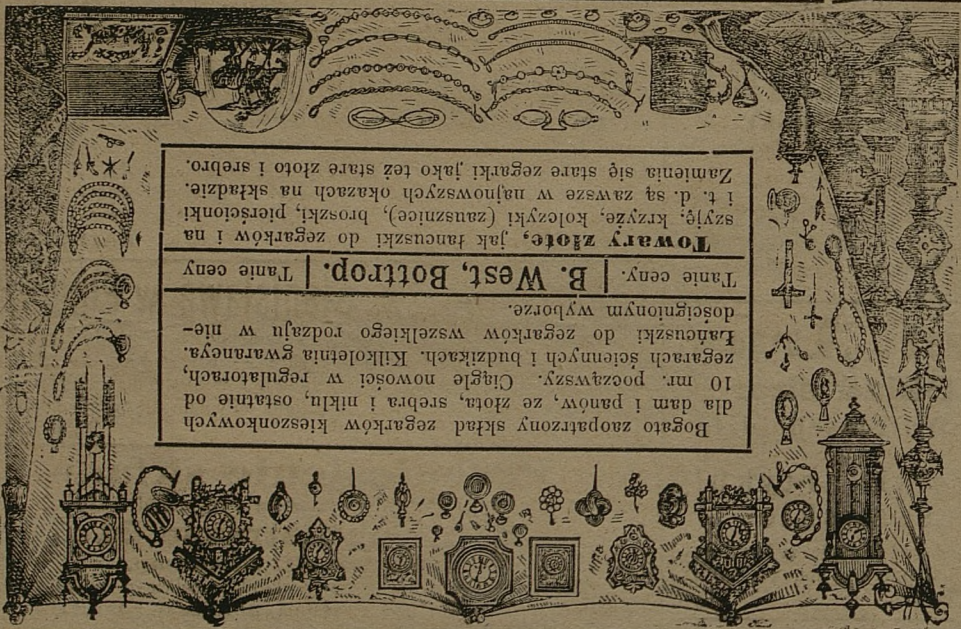 Bogato zaopatrzony skład zegarków kieszonkowych
dla dam i panów, ze złota, srebra i niklu, ostatnie od
10 mr. począwszy. Ciągle nowości w regulatorach,
zegarach ściennych i budzikach. Kilkoletnia gwarancya.
Łańcuszki do zegarków wszelkiego rodzaju w nie-
doścignionym wyborze.
Tanie ceny. B. West, Bottrop. Tanie ceny
Towary złote, jak łancuszki do zegarków i na
szyję, krzyże, kolczyki (zausznice), broszki, pierścionki
i t. d. są zawsze w najnowszych okazach na składzie.
Zamienia się stare zegarki jako też stare złoto i srebro.